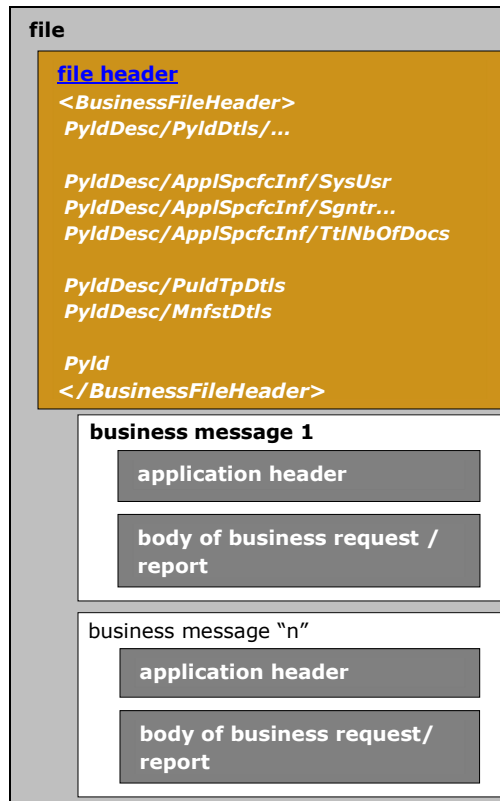 file
file header
<BusinessFileHeader>
PyldDesc/PyldDtls/...
PyldDesc/ApplSpcfcInf/SysUsr
PyldDesc/ApplSpcfcInf/Sgntr...
PyldDesc/ApplSpcfcInf/TtlNbOfDocs
PyldDesc/PuldTpDtls
PyldDesc/MnfstDtls
Pyld
</BusinessFileHeader>
business message 1
application header
body of business request /
report
business message “n”
application header
body of business request/
report